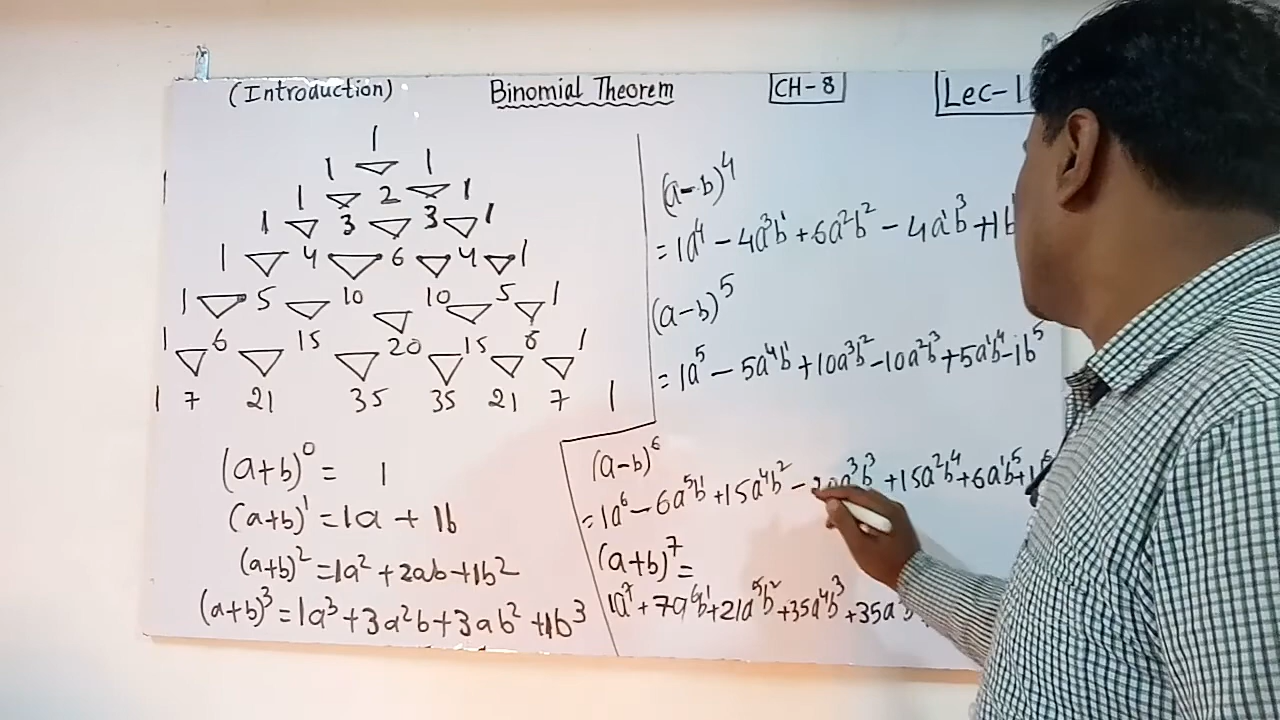 (Introduction) Binomial Theorem CH-8 Lec-1
1
1 1
1 2 1
1 3 3 1
1 4 6 4 1
1 5 10 10 5 1
1 6 15 20 15 6 1
1 7 21 35 35 21 7 1
(a+b)⁰ = 1
(a+b)¹ = 1a + 1b
(a+b)² = 1a² + 2ab + 1b²
(a+b)³ = 1a³ + 3a²b + 3ab² + 1b³
(a-b)⁴
= 1a⁴ - 4a³b¹ + 6a²b² - 4a¹b³ + 1b
(a-b)⁵
= 1a⁵ - 5a⁴b¹ + 10a³b² - 10a²b³ + 5a¹b⁴ - 1b⁵
(a-b)⁶
= 1a⁶ - 6a⁵b¹ + 15a⁴b² - 20a³b³ + 15a²b⁴ + 6a¹b⁵ + 1
(a+b)⁷ =
1a⁷ + 7a⁶b¹ + 21a⁵b² + 35a⁴b³ + 35a